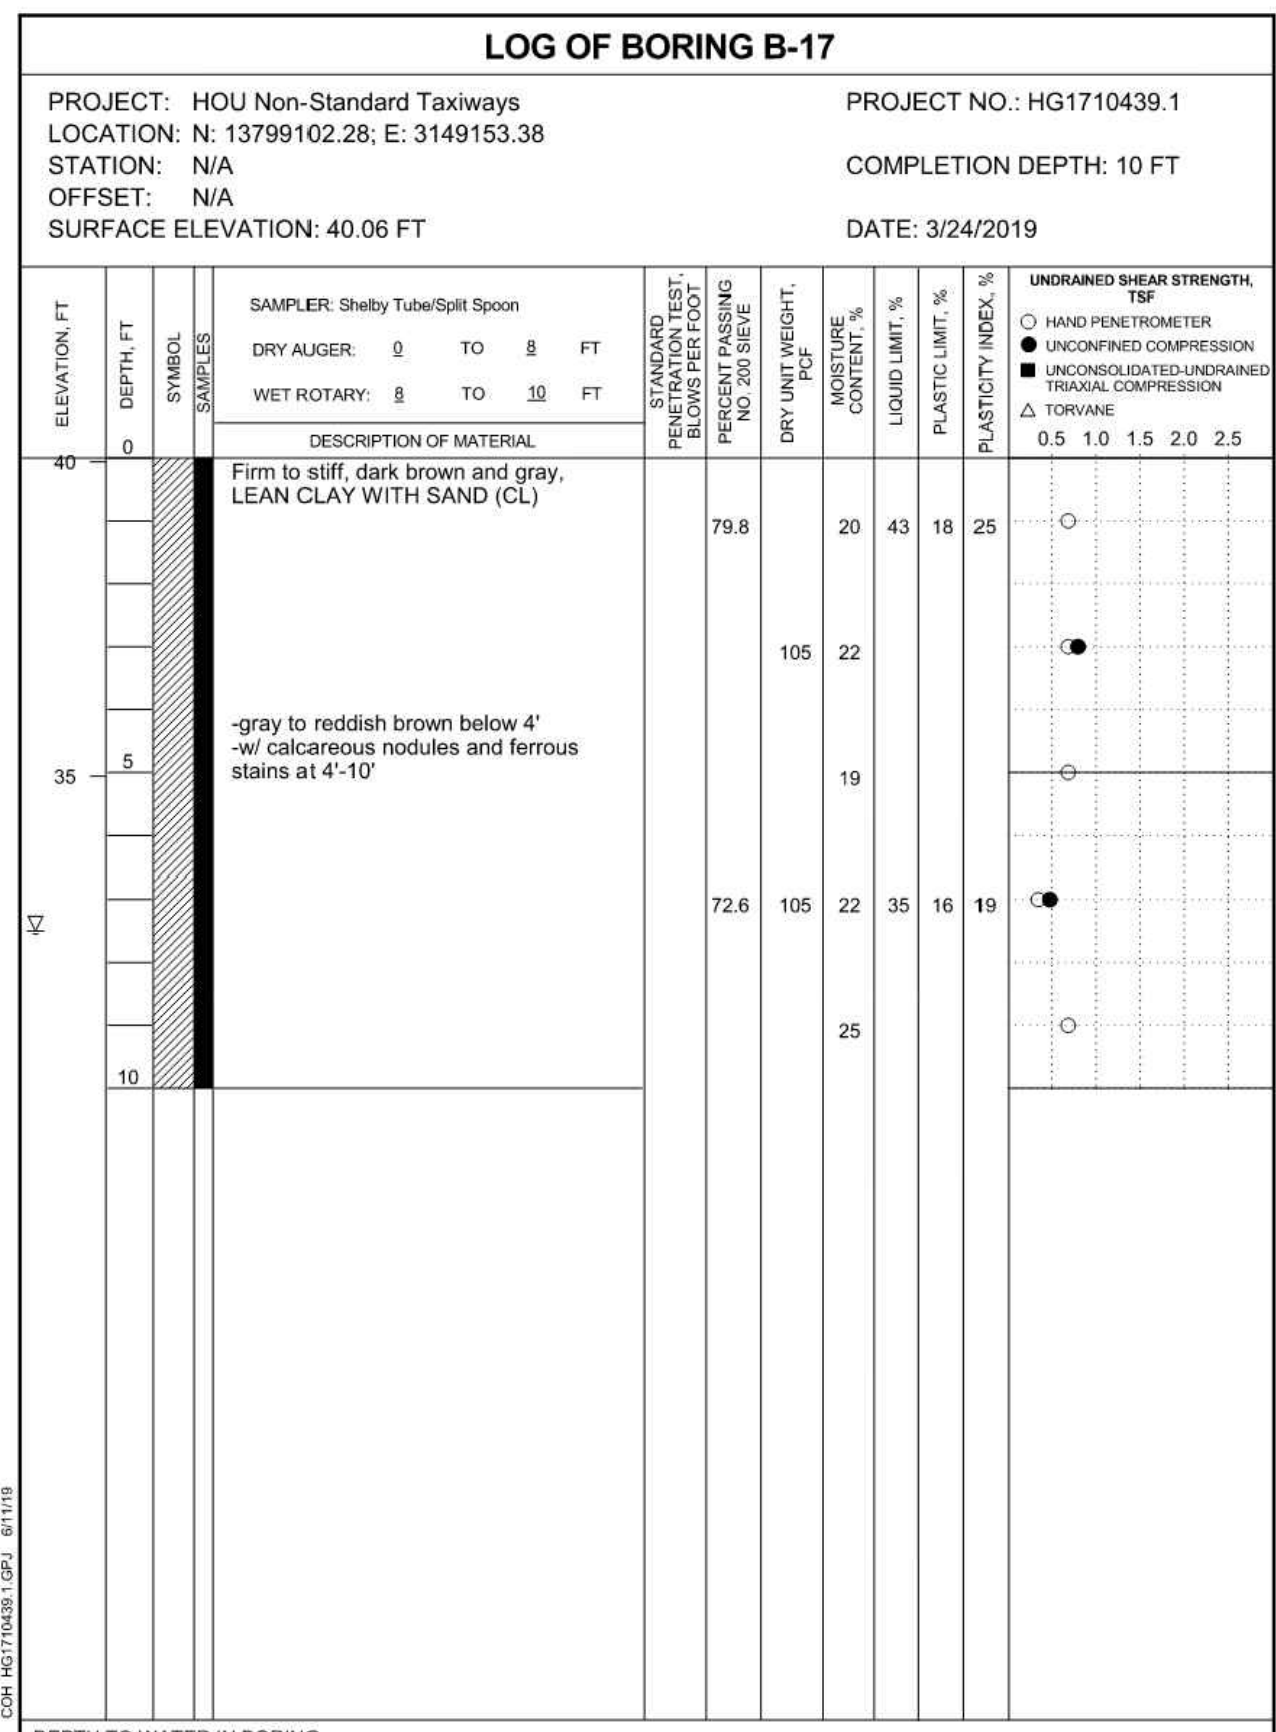 LOG OF BORING B-17
PROJECT: HOU Non-Standard Taxiways
PROJECT NO.: HG1710439.1
LOCATION: N: 13799102.28; E: 3149153.38
STATION: N/A
COMPLETION DEPTH: 10 FT
OFFSET: N/A
SURFACE ELEVATION: 40.06 FT
DATE: 3/24/2019
ELEVATION, FT
DEPTH, FT
SYMBOL
SAMPLES
SAMPLER: Shelby Tube/Split Spoon
DRY AUGER: 0 TO 8 FT
WET ROTARY: 8 TO 10 FT
DESCRIPTION OF MATERIAL
STANDARD
PENETRATION TEST,
BLOWS PER FOOT
PERCENT PASSING
NO. 200 SIEVE
DRY UNIT WEIGHT,
PCF
MOISTURE
CONTENT, %
LIQUID LIMIT, %
PLASTIC LIMIT, %
PLASTICITY INDEX, %
UNDRAINED SHEAR STRENGTH,
TSF
HAND PENETROMETER
UNCONFINED COMPRESSION
UNCONSOLIDATED-UNDRAINED
TRIAXIAL COMPRESSION
TORVANE
0.5 1.0 1.5 2.0 2.5
0
40
Firm to stiff, dark brown and gray,
LEAN CLAY WITH SAND (CL)
79.8 20 43 18 25
105 22
-gray to reddish brown below 4'
-w/ calcareous nodules and ferrous
stains at 4'-10'
35 5 19
72.6 105 22 35 16 19
25
10
COH HG1710439.1.GPJ 6/11/19
DEPTH TO WATER IN BORING